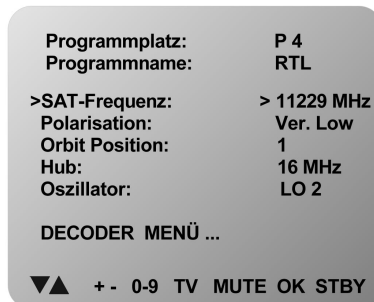 Programmplatz: P 4
Programmname: RTL
>SAT-Frequenz: > 11229 MHz
Polarisation: Ver. Low
Orbit Position: 1
Hub: 16 MHz
Oszillator: LO 2
DECODER MENÜ ...
▼▲ + - 0-9 TV MUTE OK STBY